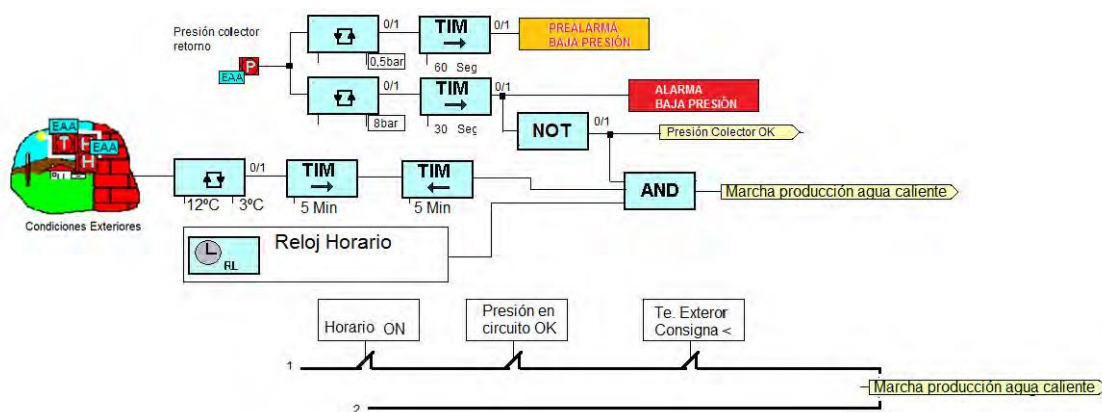 Presión colector
retorno
EAA
P
0/1
0,5bar
TIM
60 Seg
0/1
PREALARMA
BAJA PRESIÓN
0/1
8bar
TIM
30 Seg
0/1
ALARMA
BAJA PRESIÓN
NOT
0/1
Presión Colector OK
EAA
T
EAA
H
Condiciones Exteriores
0/1
12ºC
3ºC
TIM
5 Min
TIM
5 Min
AND
Marcha producción agua caliente
Reloj Horario
RL
Horario ON
Presión en
circuito OK
Te. Exteror
Consigna <
1
Marcha producción agua caliente
2